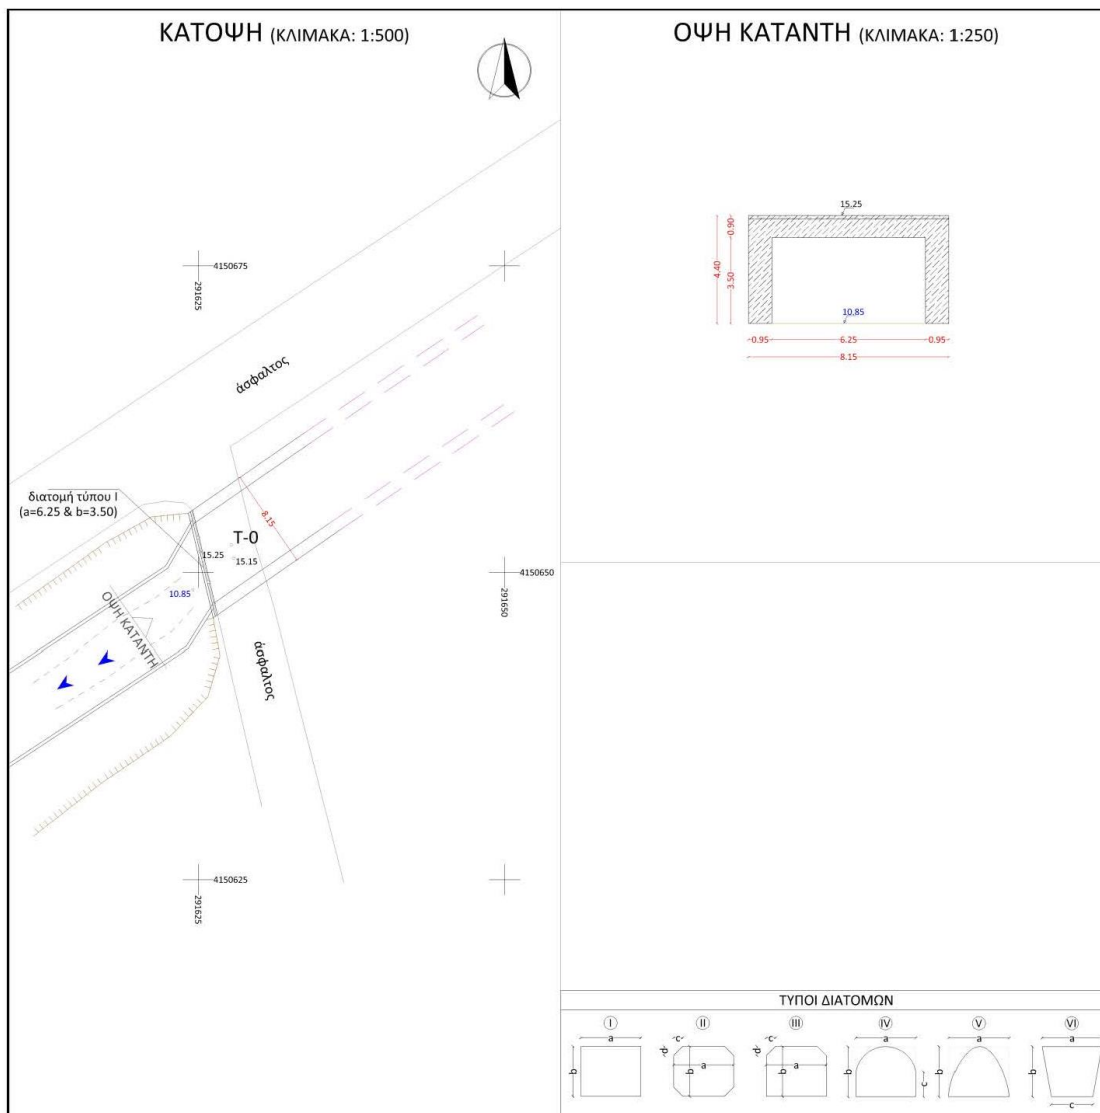 ΚΑΤΟΨΗ (ΚΛΙΜΑΚΑ: 1:500)
4150675
291625
άσφαλτος
διατομή τύπου Ι
(a=6.25 & b=3.50)
8.15
T-0
15.25
15.15
4150650
291650
10.85
ΟΨΗ ΚΑΤΑΝΤΗ
άσφαλτος
4150625
291625
ΟΨΗ ΚΑΤΑΝΤΗ (ΚΛΙΜΑΚΑ: 1:250)
15.25
0.90
4.40
3.50
10.85
0.95 6.25 0.95
8.15
ΤΥΠΟΙ ΔΙΑΤΟΜΩΝ
I II III IV V VI
a c c a a a
d d
b b a b a b c b b
c